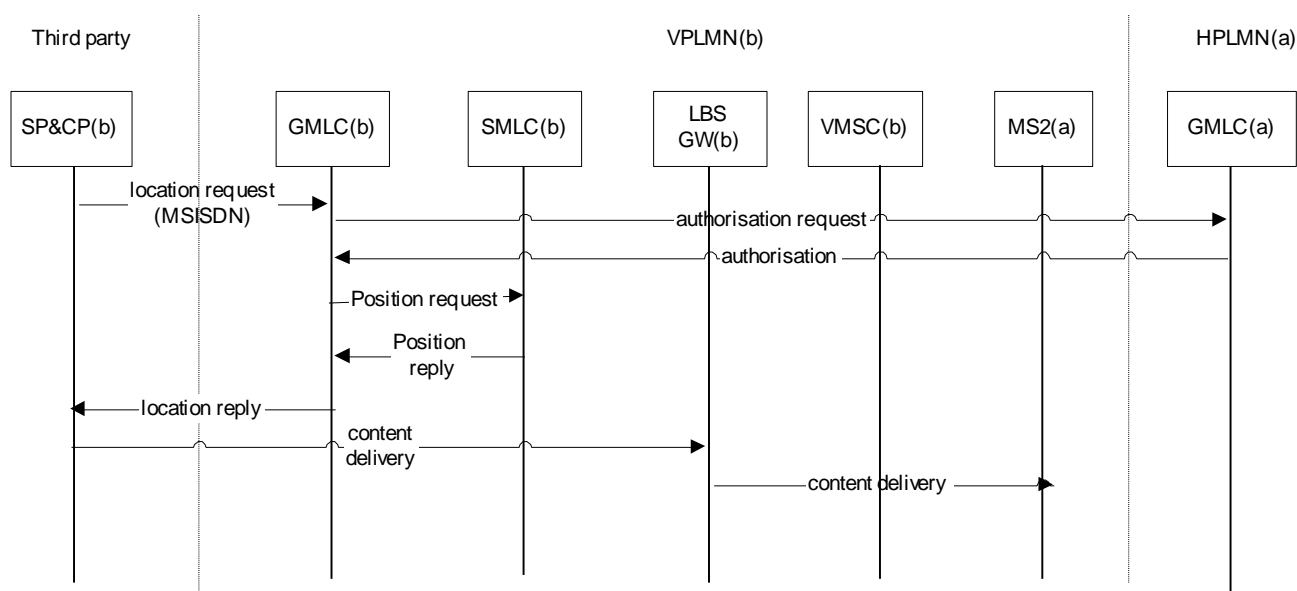 Third party
VPLMN(b)
HPLMN(a)
SP&CP(b)
GMLC(b)
SMLC(b)
LBS
GW(b)
VMSC(b)
MS2(a)
GMLC(a)
location request
(MSISDN)
authorisation request
authorisation
Position request
Position
reply
location reply
content
delivery
content delivery